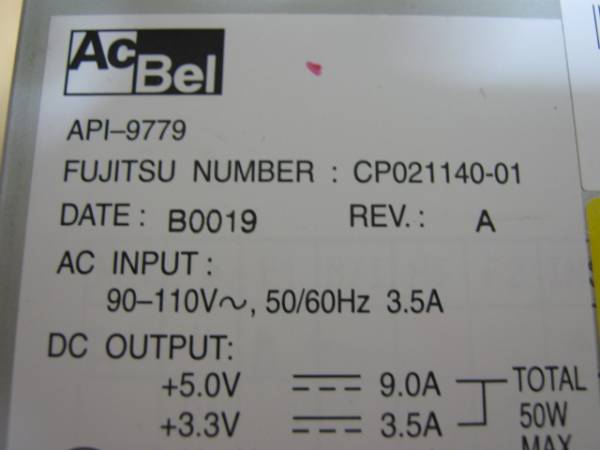 AcBel
API–9779
FUJITSU NUMBER : CP021140-01
DATE : B0019 REV. : A
AC INPUT :
90–110V~, 50/60Hz 3.5A
DC OUTPUT:
+5.0V ⎓ 9.0A TOTAL
+3.3V ⎓ 3.5A 50W
MAX